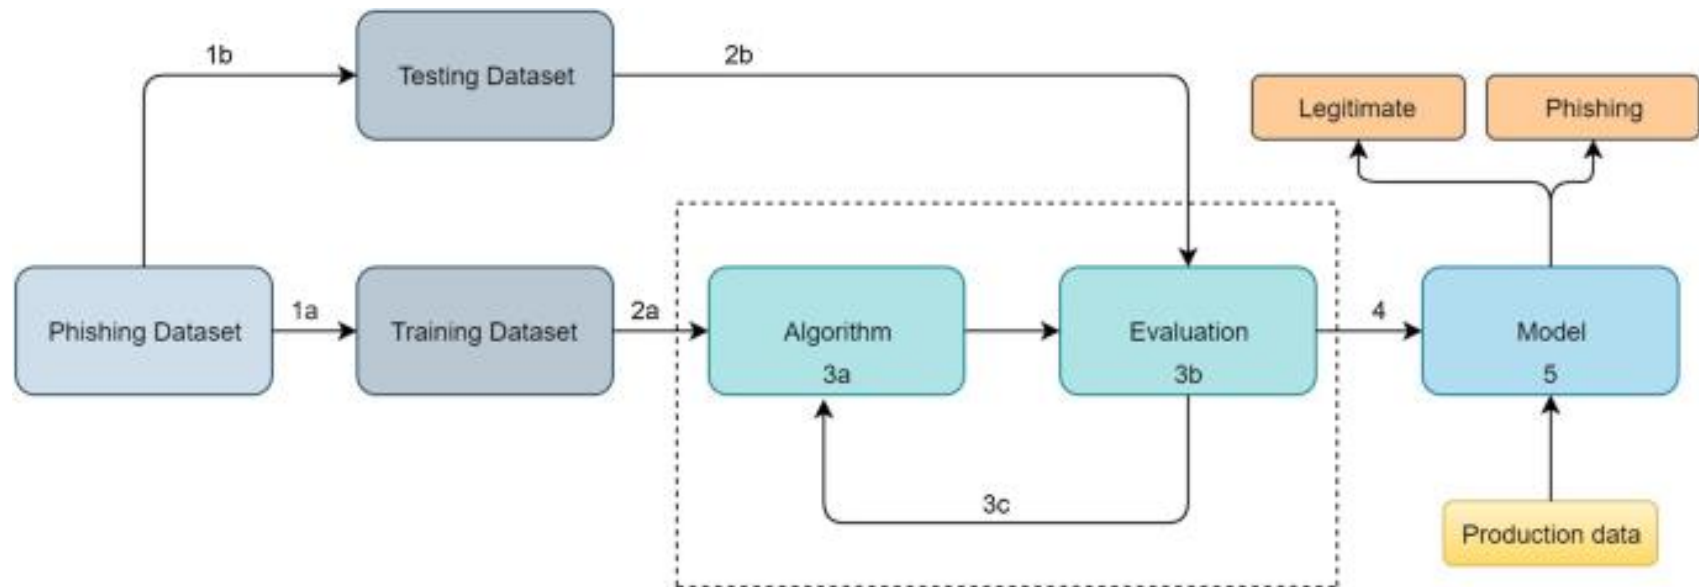 1b
Testing Dataset
2b
Legitimate
Phishing
Phishing Dataset
1a
Training Dataset
2a
Algorithm
3a
Evaluation
3b
4
Model
5
3c
Production data